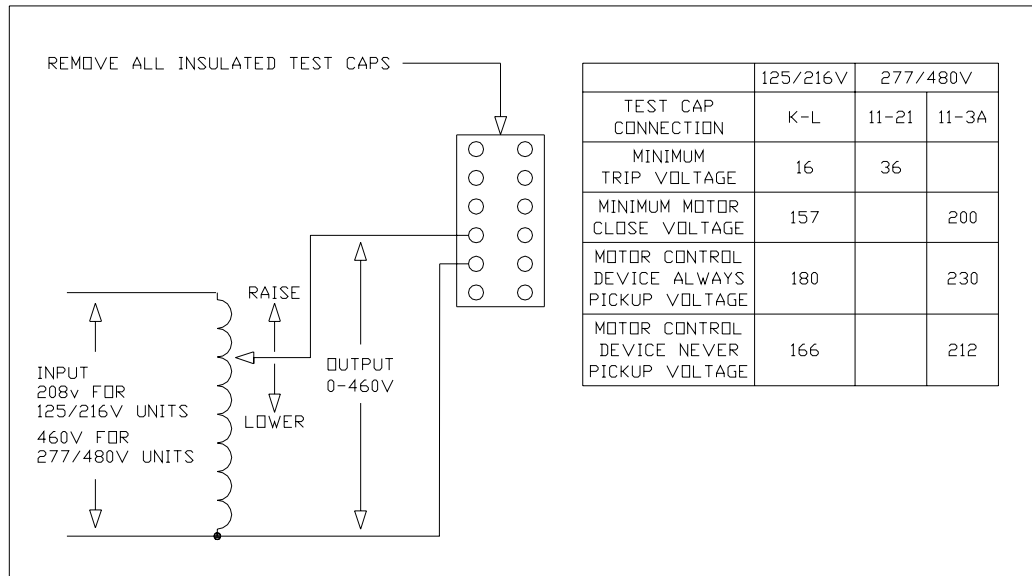 REMOVE ALL INSULATED TEST CAPS
RAISE
LOWER
INPUT
208v FOR
125/216V UNITS
460V FOR
277/480V UNITS
OUTPUT
0-460V
125/216V 277/480V
TEST CAP
CONNECTION K-L 11-21 11-3A
MINIMUM
TRIP VOLTAGE 16 36
MINIMUM MOTOR
CLOSE VOLTAGE 157 200
MOTOR CONTROL
DEVICE ALWAYS
PICKUP VOLTAGE 180 230
MOTOR CONTROL
DEVICE NEVER
PICKUP VOLTAGE 166 212